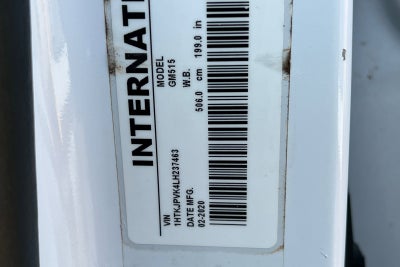 INTERNATI
MODEL
GM515
W.B.
506.0 cm 199.0 in
VIN
1HTKJPVK4LH237463
DATE MFG.
02-2020